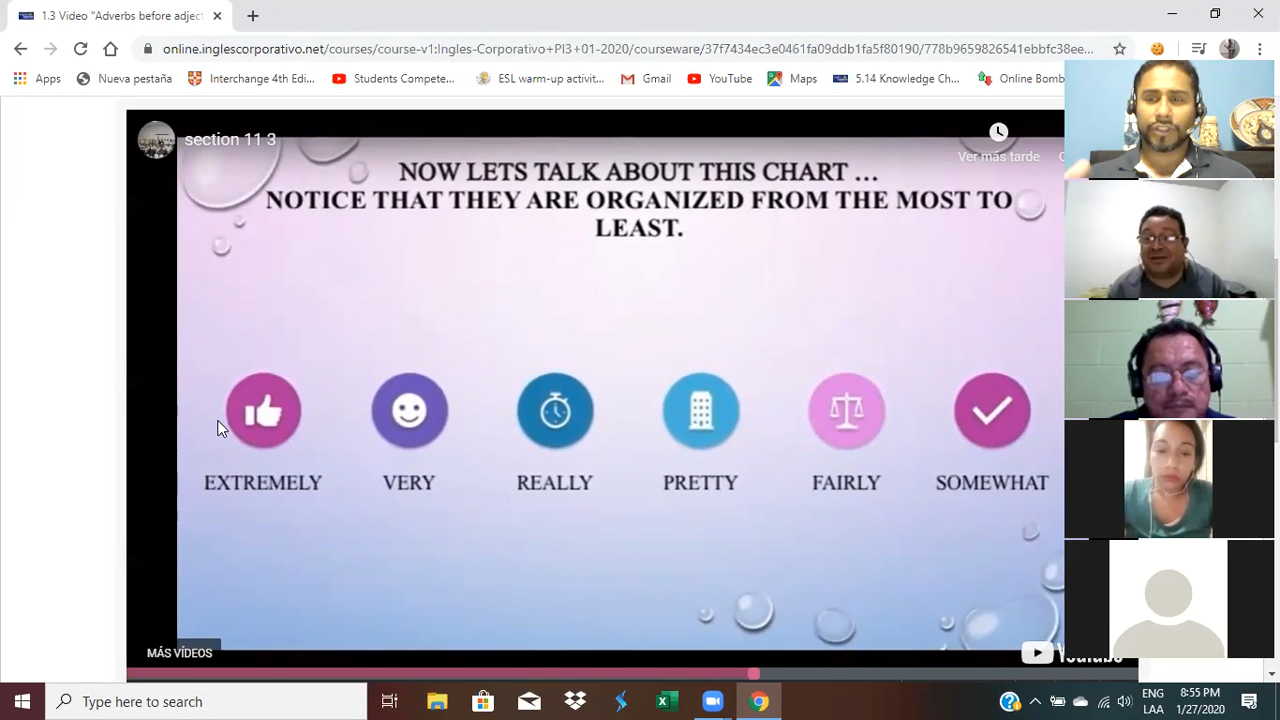 1.3 Video "Adverbs before adject
online.inglescorporativo.net/courses/course-v1:Ingles-Corporativo+PI3+01-2020/courseware/37f7434ec3e0461fa09ddb1fa5f80190/778b9659826541ebbfc38ee...
Apps
Nueva pestaña
Interchange 4th Edi...
Students Compete...
ESL warm-up activit...
Gmail
YouTube
Maps
5.14 Knowledge Ch...
Online Bomb
section 11 3
Ver más tarde
NOW LETS TALK ABOUT THIS CHART ...
NOTICE THAT THEY ARE ORGANIZED FROM THE MOST TO
LEAST.
EXTREMELY
VERY
REALLY
PRETTY
FAIRLY
SOMEWHAT
MÁS VÍDEOS
YouTube
Type here to search
ENG
LAA
8:55 PM
1/27/2020